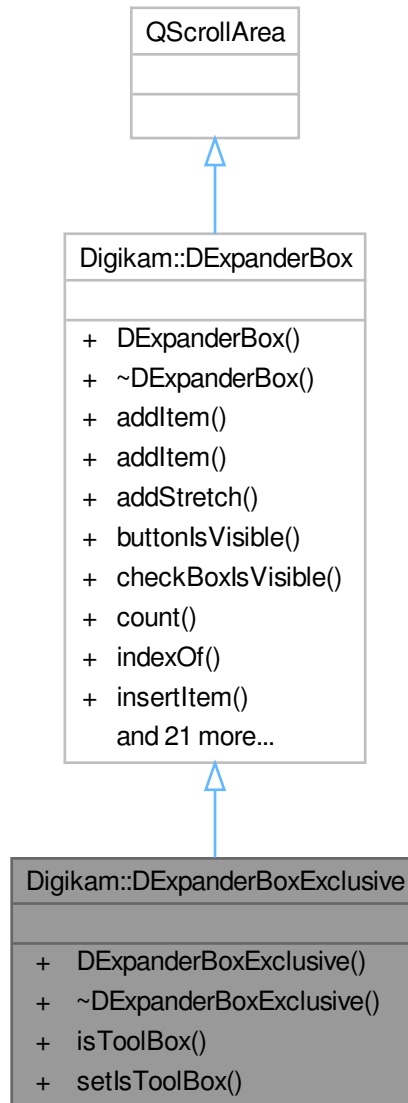 QScrollArea
Digikam::DExpanderBox
+ DExpanderBox()
+ ~DExpanderBox()
+ addItem()
+ addItem()
+ addStretch()
+ buttonIsVisible()
+ checkBoxIsVisible()
+ count()
+ indexOf()
+ insertItem()
and 21 more...
Digikam::DExpanderBoxExclusive
+ DExpanderBoxExclusive()
+ ~DExpanderBoxExclusive()
+ isToolBox()
+ setIsToolBox()